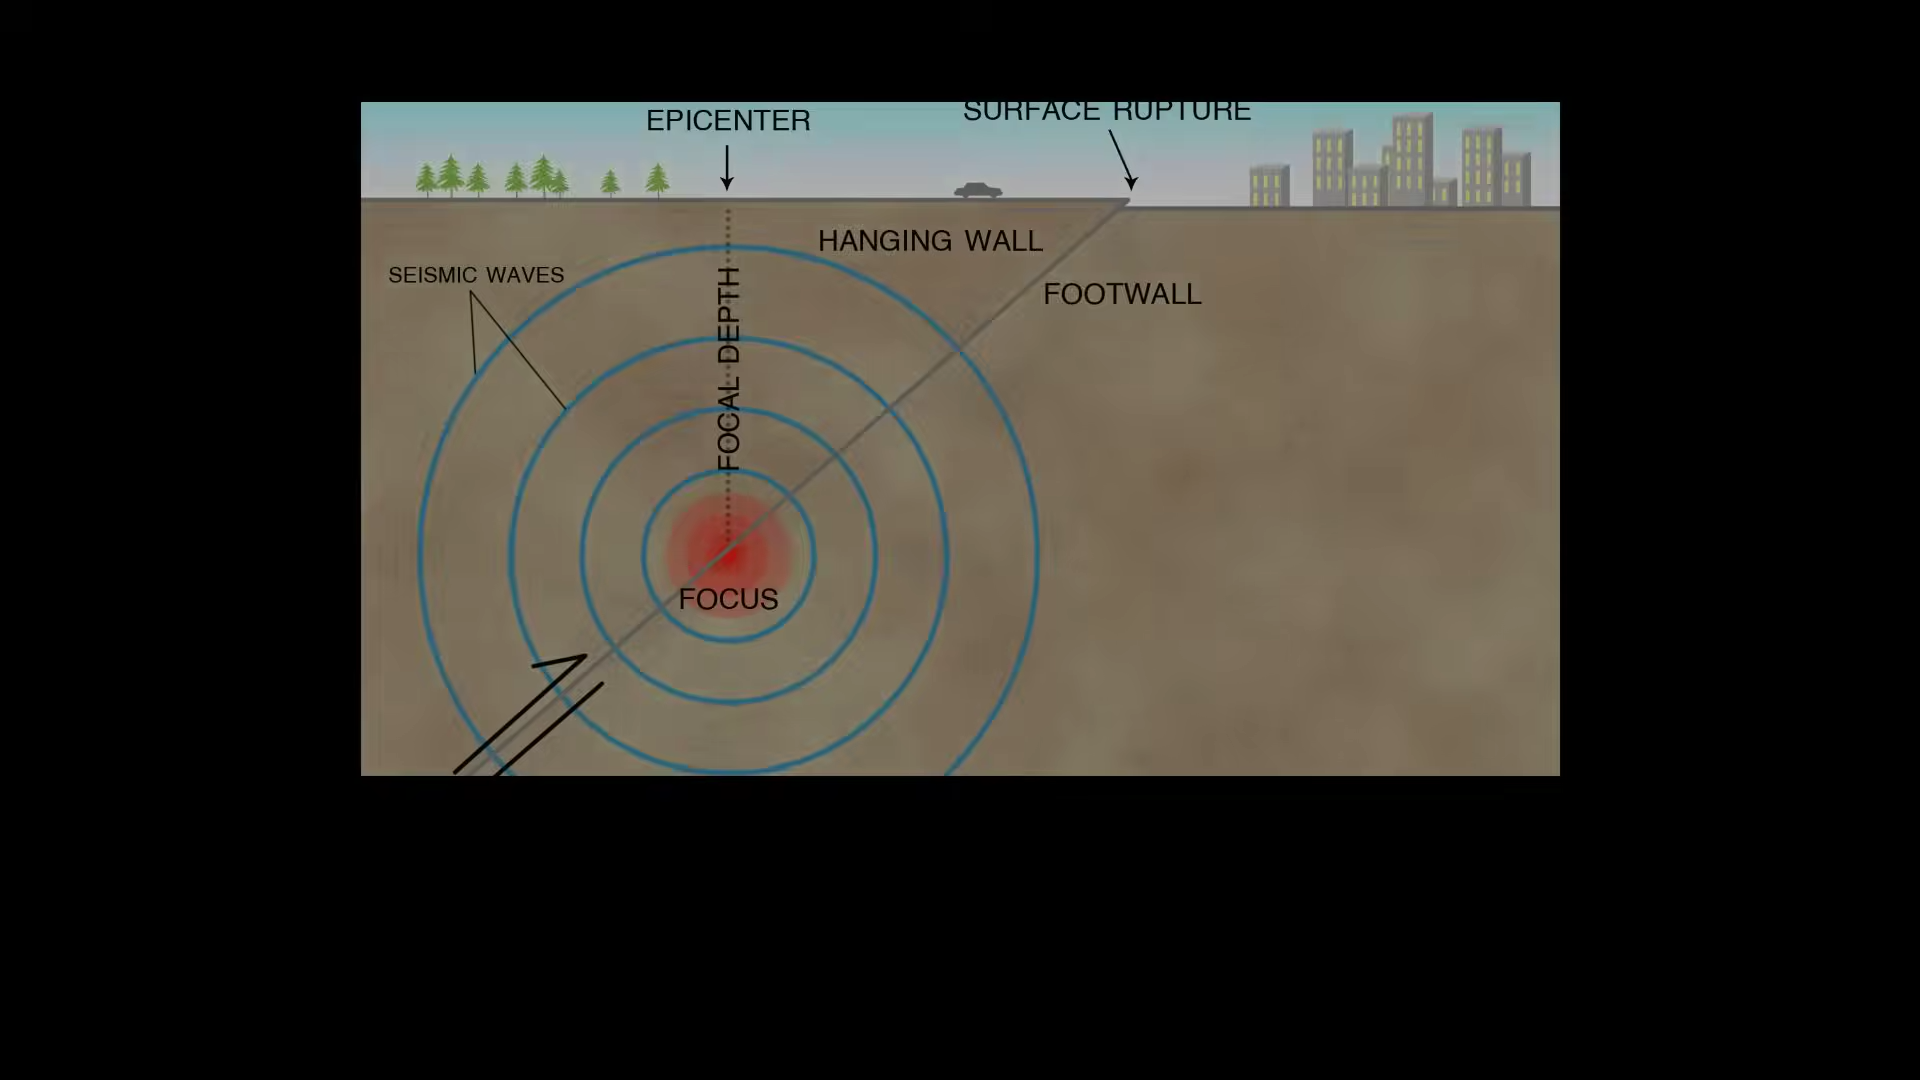 EPICENTER
SURFACE RUPTURE
HANGING WALL
SEISMIC WAVES
FOOTWALL
FOCAL DEPTH
FOCUS